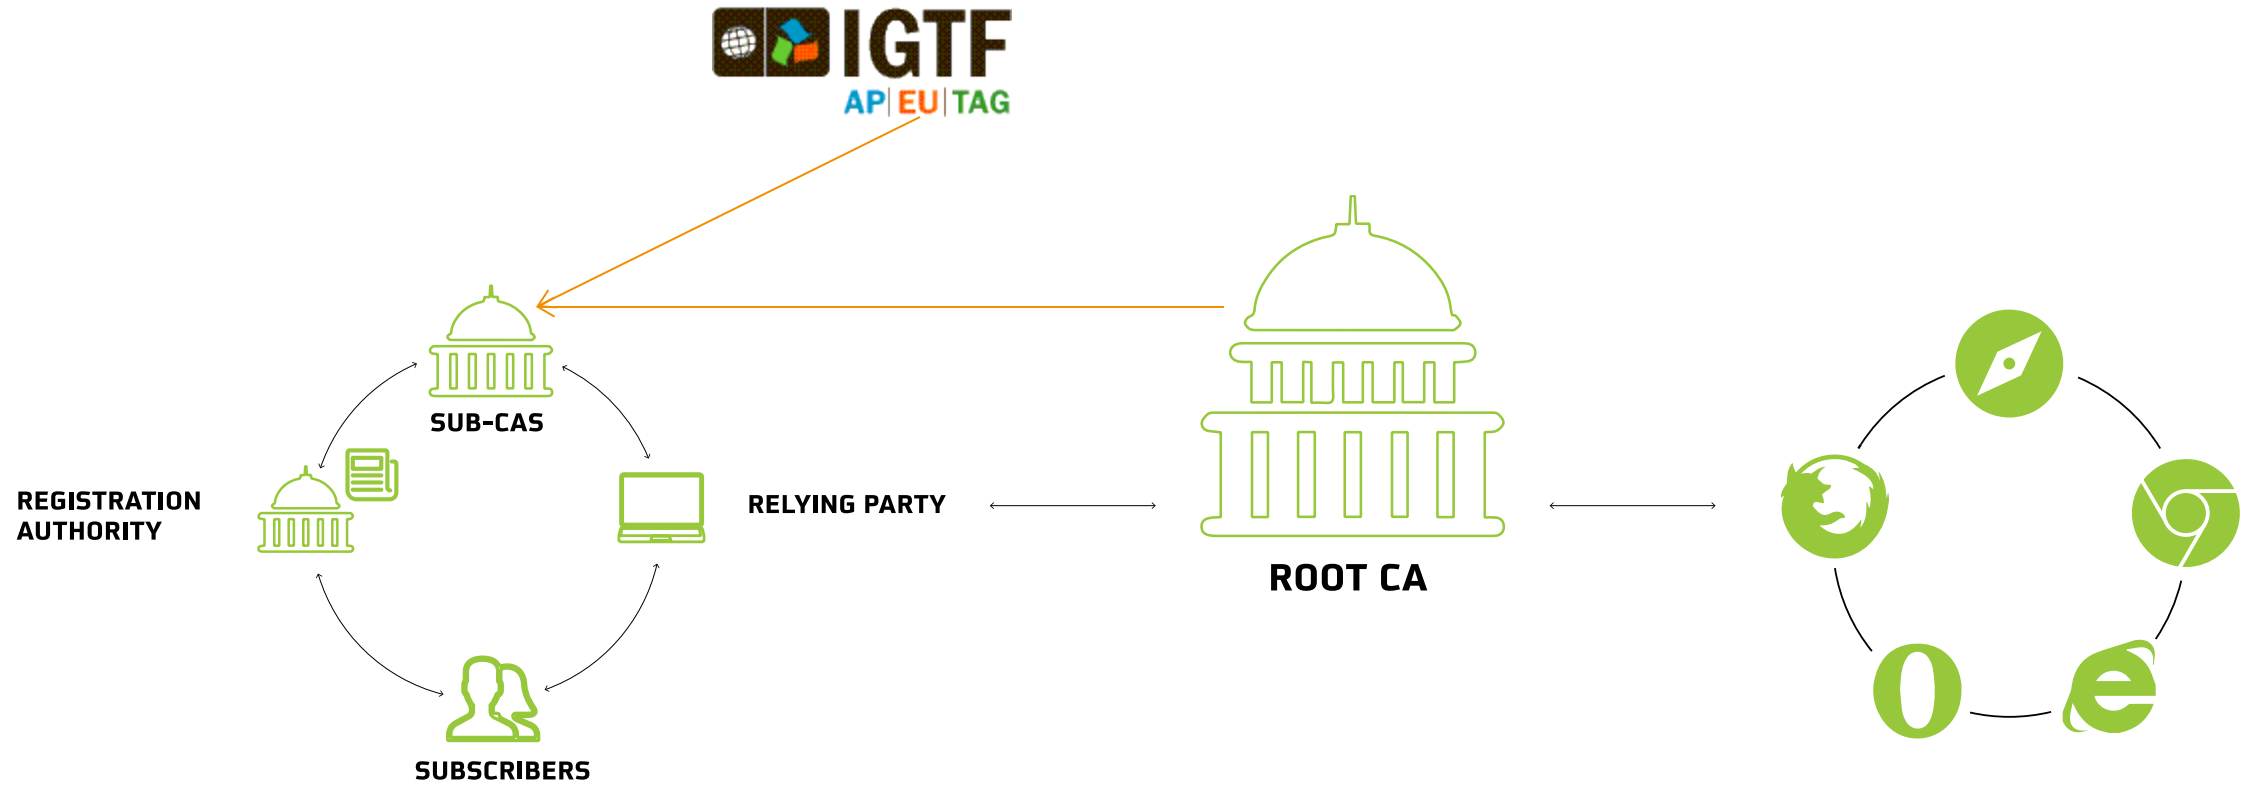 IGTF
AP|EU|TAG
SUB-CAS
REGISTRATION
AUTHORITY
RELYING PARTY
ROOT CA
SUBSCRIBERS